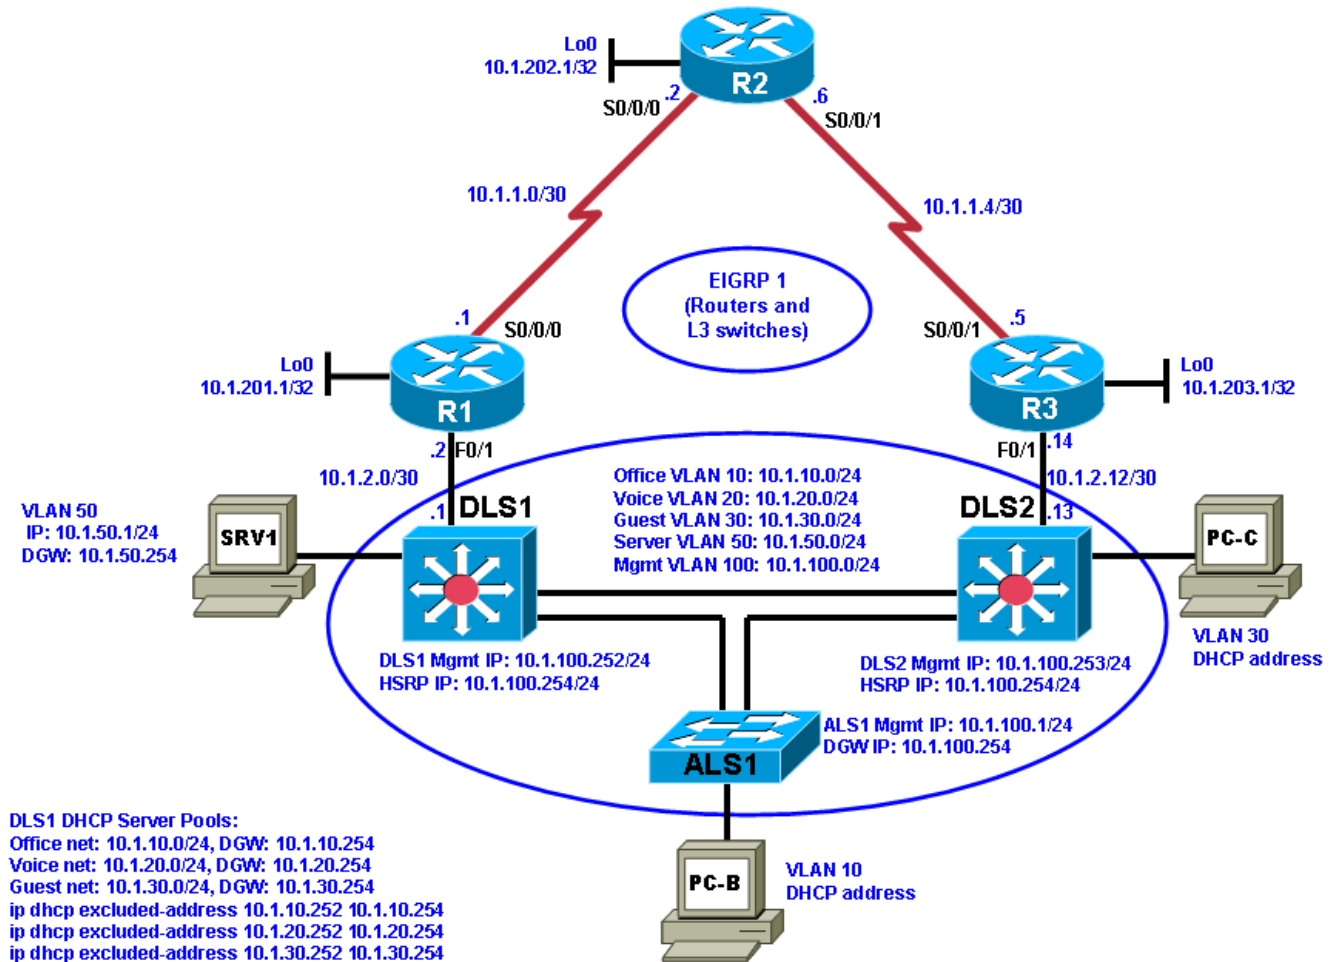 Lo0
10.1.202.1/32
R2
.2
S0/0/0
.6
S0/0/1
10.1.1.0/30
10.1.1.4/30
EIGRP 1
(Routers and
L3 switches)
.1
S0/0/0
S0/0/1
.5
Lo0
10.1.201.1/32
R1
R3
Lo0
10.1.203.1/32
.2
F0/1
10.1.2.0/30
.1
DLS1
F0/1
.14
10.1.2.12/30
.13
DLS2
Office VLAN 10: 10.1.10.0/24
Voice VLAN 20: 10.1.20.0/24
Guest VLAN 30: 10.1.30.0/24
Server VLAN 50: 10.1.50.0/24
Mgmt VLAN 100: 10.1.100.0/24
VLAN 50
IP: 10.1.50.1/24
DGW: 10.1.50.254
SRV1
PC-C
VLAN 30
DHCP address
DLS1 Mgmt IP: 10.1.100.252/24
HSRP IP: 10.1.100.254/24
DLS2 Mgmt IP: 10.1.100.253/24
HSRP IP: 10.1.100.254/24
ALS1 Mgmt IP: 10.1.100.1/24
DGW IP: 10.1.100.254
ALS1
PC-B
VLAN 10
DHCP address
DLS1 DHCP Server Pools:
Office net: 10.1.10.0/24, DGW: 10.1.10.254
Voice net: 10.1.20.0/24, DGW: 10.1.20.254
Guest net: 10.1.30.0/24, DGW: 10.1.30.254
ip dhcp excluded-address 10.1.10.252 10.1.10.254
ip dhcp excluded-address 10.1.20.252 10.1.20.254
ip dhcp excluded-address 10.1.30.252 10.1.30.254